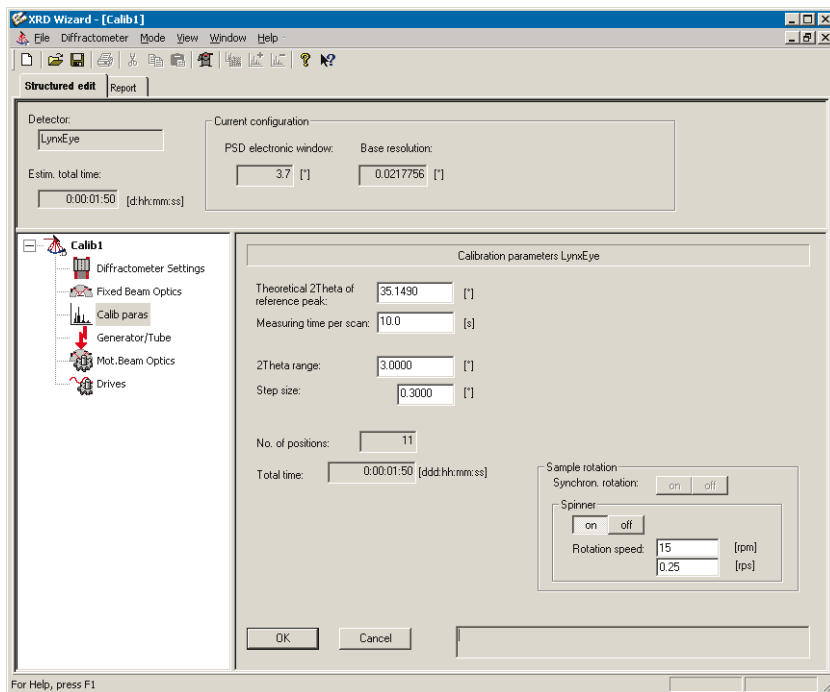 XRD Wizard - [Calib1]
File Diffractometer Mode View Window Help
Structured edit Report
Detector:
LynxEye
Estim. total time:
0:00:01:50 [d:hh:mm:ss]
Current configuration
PSD electronic window: Base resolution:
3.7 [°] 0.0217756 [°]
Calib1
Diffractometer Settings
Fixed Beam Optics
Calib paras
Generator/Tube
Mot.Beam Optics
Drives
Calibration parameters LynxEye
Theoretical 2Theta of
reference peak: 35.1490 [°]
Measuring time per scan: 10.0 [s]
2Theta range: 3.0000 [°]
Step size: 0.3000 [°]
No. of positions: 11
Total time: 0:00:01:50 [ddd:hh:mm:ss]
Sample rotation
Synchron. rotation: on off
Spinner
on off
Rotation speed: 15 [rpm]
0.25 [rps]
OK Cancel
For Help, press F1